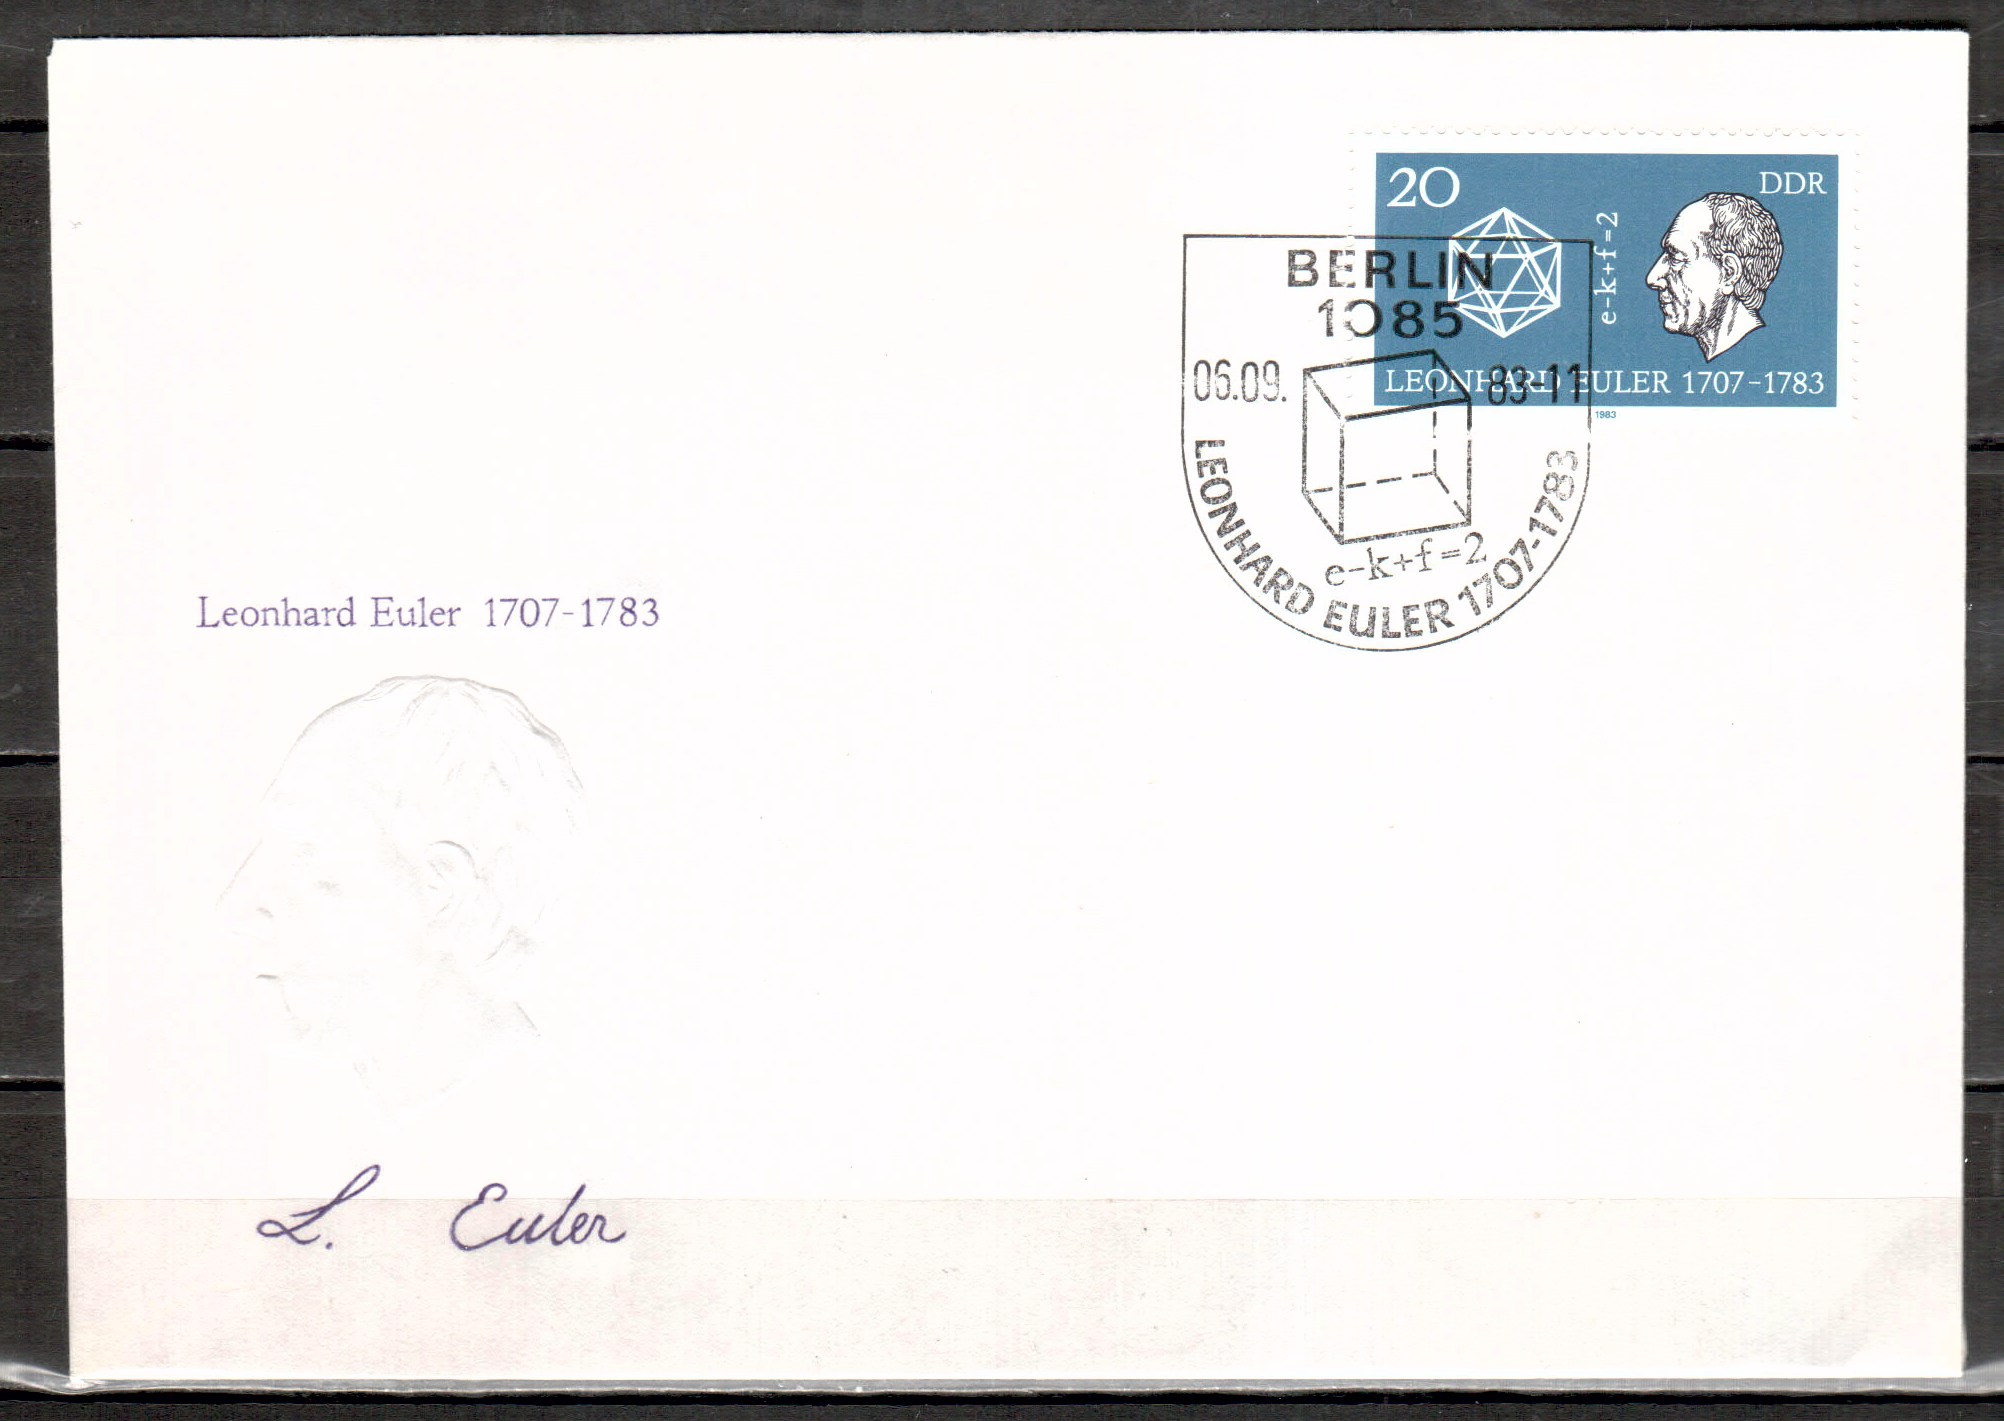 20
DDR
e-k+f=2
LEONHARD EULER 1707-1783
1983
BERLIN
1085
06.09. 83-11
e-k+f=2
LEONHARD EULER 1707-1783
Leonhard Euler 1707-1783
L. Euler